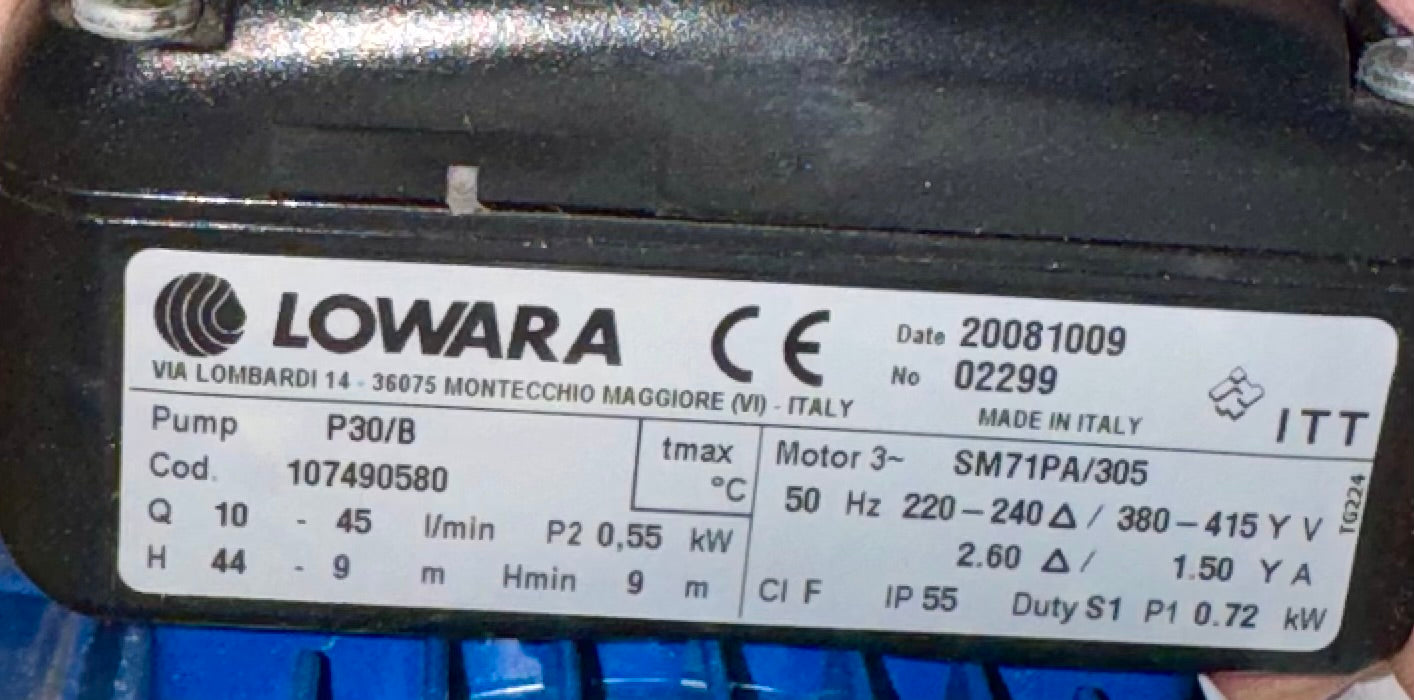 LOWARA CE Date 20081009
No 02299
VIA LOMBARDI 14 - 36075 MONTECCHIO MAGGIORE (VI) - ITALY
MADE IN ITALY
ITT
Pump P30/B
Cod. 107490580
tmax
°C
Q 10 - 45 l/min P2 0,55 kW
H 44 - 9 m Hmin 9 m
Motor 3~ SM71PA/305
50 Hz 220-240 Δ / 380-415 Y V
2.60 Δ / 1.50 Y A
Cl F IP 55 Duty S1 P1 0.72 kW
TG224